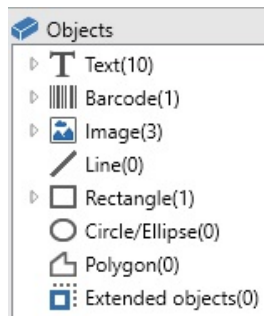 Objects
Text(10)
Barcode(1)
Image(3)
Line(0)
Rectangle(1)
Circle/Ellipse(0)
Polygon(0)
Extended objects(0)